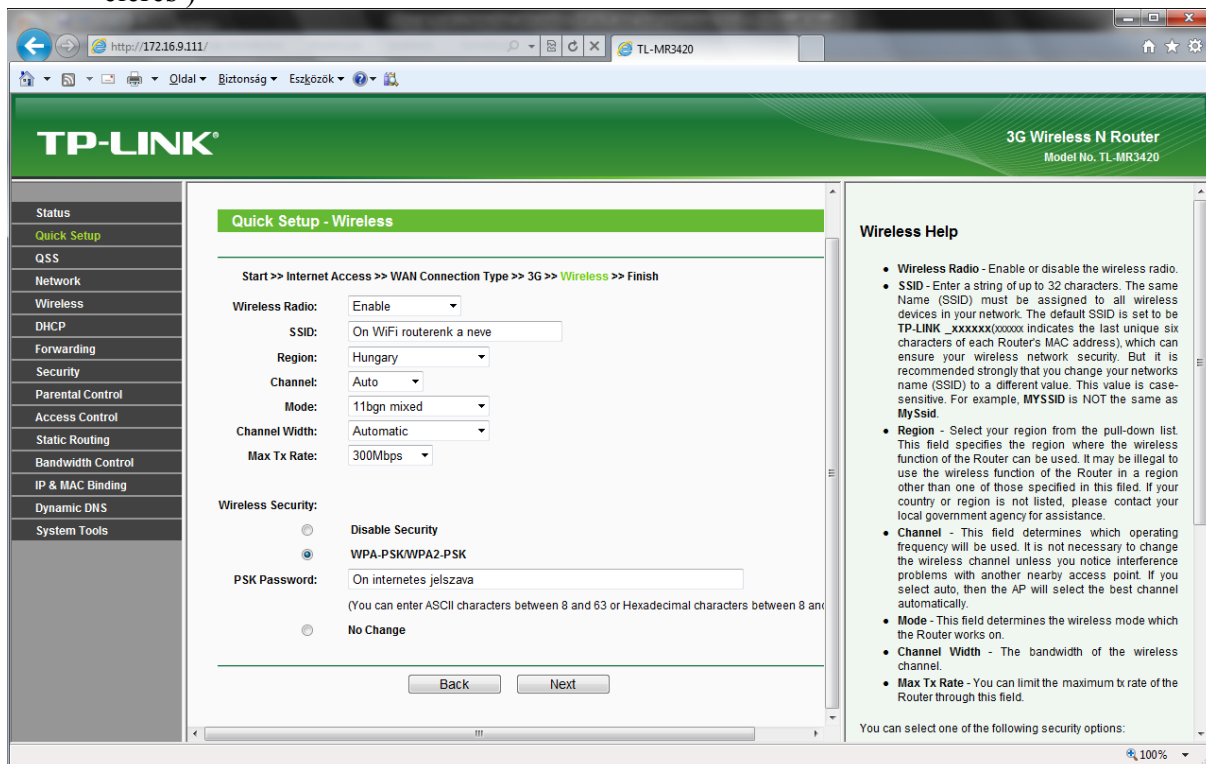 http://172.16.9.111/
TL-MR3420
Oldal
Biztonság
Eszközök
TP-LINK®
3G Wireless N Router
Model No. TL-MR3420
Status
Quick Setup
QSS
Network
Wireless
DHCP
Forwarding
Security
Parental Control
Access Control
Static Routing
Bandwidth Control
IP & MAC Binding
Dynamic DNS
System Tools
Quick Setup - Wireless
Start >> Internet Access >> WAN Connection Type >> 3G >> Wireless >> Finish
Wireless Radio: Enable
SSID: On WiFi routerenk a neve
Region: Hungary
Channel: Auto
Mode: 11bgn mixed
Channel Width: Automatic
Max Tx Rate: 300Mbps
Wireless Security:
Disable Security
WPA-PSK/WPA2-PSK
PSK Password: On internetes jelszava
(You can enter ASCII characters between 8 and 63 or Hexadecimal characters between 8 and
No Change
Back Next
Wireless Help
• Wireless Radio - Enable or disable the wireless radio.
• SSID - Enter a string of up to 32 characters. The same
Name (SSID) must be assigned to all wireless
devices in your network. The default SSID is set to be
TP-LINK _xxxxxx(xxxxxx indicates the last unique six
characters of each Router's MAC address), which can
ensure your wireless network security. But it is
recommended strongly that you change your networks
name (SSID) to a different value. This value is case-
sensitive. For example, MYSSID is NOT the same as
MySsid.
• Region - Select your region from the pull-down list.
This field specifies the region where the wireless
function of the Router can be used. It may be illegal to
use the wireless function of the Router in a region
other than one of those specified in this filed. If your
country or region is not listed, please contact your
local government agency for assistance.
• Channel - This field determines which operating
frequency will be used. It is not necessary to change
the wireless channel unless you notice interference
problems with another nearby access point. If you
select auto, then the AP will select the best channel
automatically.
• Mode - This field determines the wireless mode which
the Router works on.
• Channel Width - The bandwidth of the wireless
channel.
• Max Tx Rate - You can limit the maximum tx rate of the
Router through this field.
You can select one of the following security options:
100%